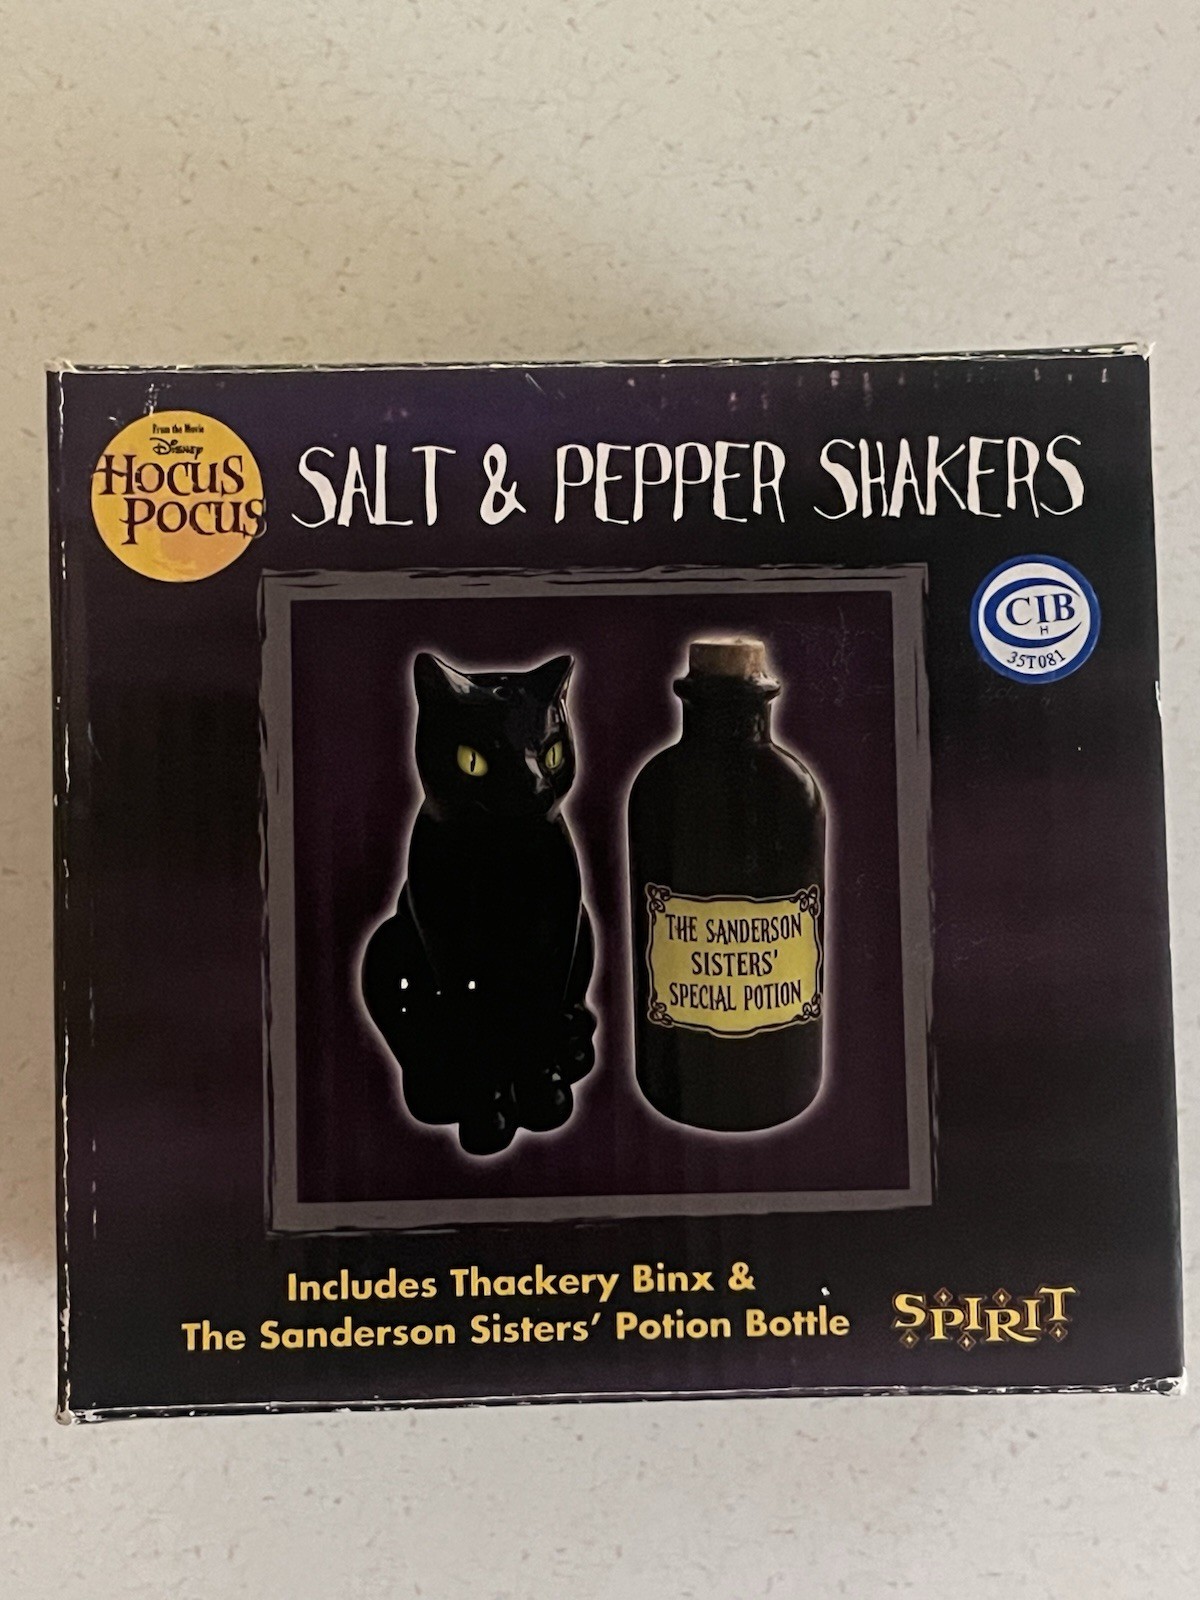 From the Movie
Disney
HOCUS
POCUS
SALT & PEPPER SHAKERS
CIB
H
35T081
THE SANDERSON
SISTERS'
SPECIAL POTION
Includes Thackery Binx &
The Sanderson Sisters' Potion Bottle
SPIRIT